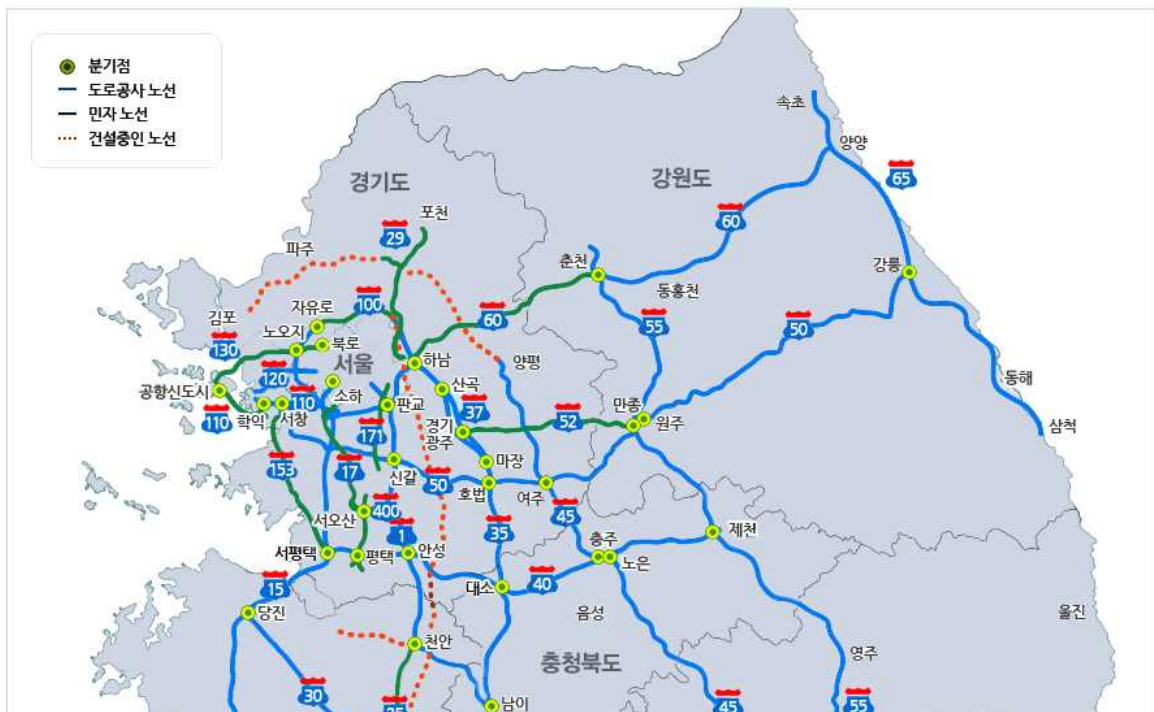 분기점
도로공사 노선
민자 노선
건설중인 노선
속초
양양
65
경기도
강원도
60
포천
29
파주
춘천
강릉
동홍천
자유로
100
60
55
50
김포
노오지
북로
130
서울
하남
양평
120
공항신도시
소하
산곡
동해
110
110
학익
서창
판교
37
만종
원주
52
삼척
171
경기
광주
153
17
신갈
50
마장
호법
여주
400
45
서오산
1
35
충주
제천
서평택
평택
안성
노은
15
대소
40
당진
음성
울진
천안
충청북도
영주
30
25
남이
45
55